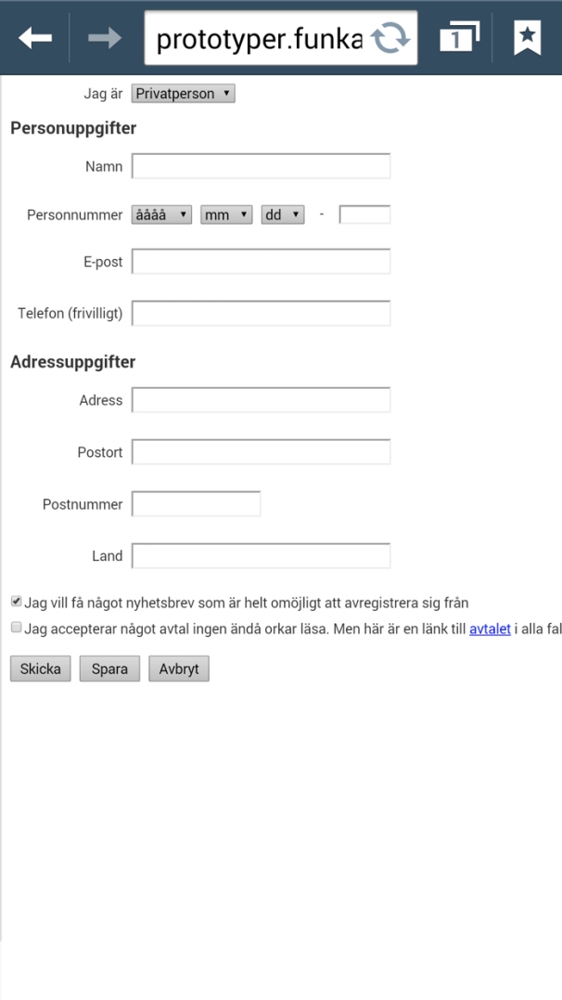 prototyper.funka
1
Jag är Privatperson
Personuppgifter
Namn
Personnummer åååå mm dd -
E-post
Telefon (frivilligt)
Adressuppgifter
Adress
Postort
Postnummer
Land
Jag vill få något nyhetsbrev som är helt omöjligt att avregistrera sig från
Jag accepterar något avtal ingen ändå orkar läsa. Men här är en länk till avtalet i alla fal
Skicka Spara Avbryt